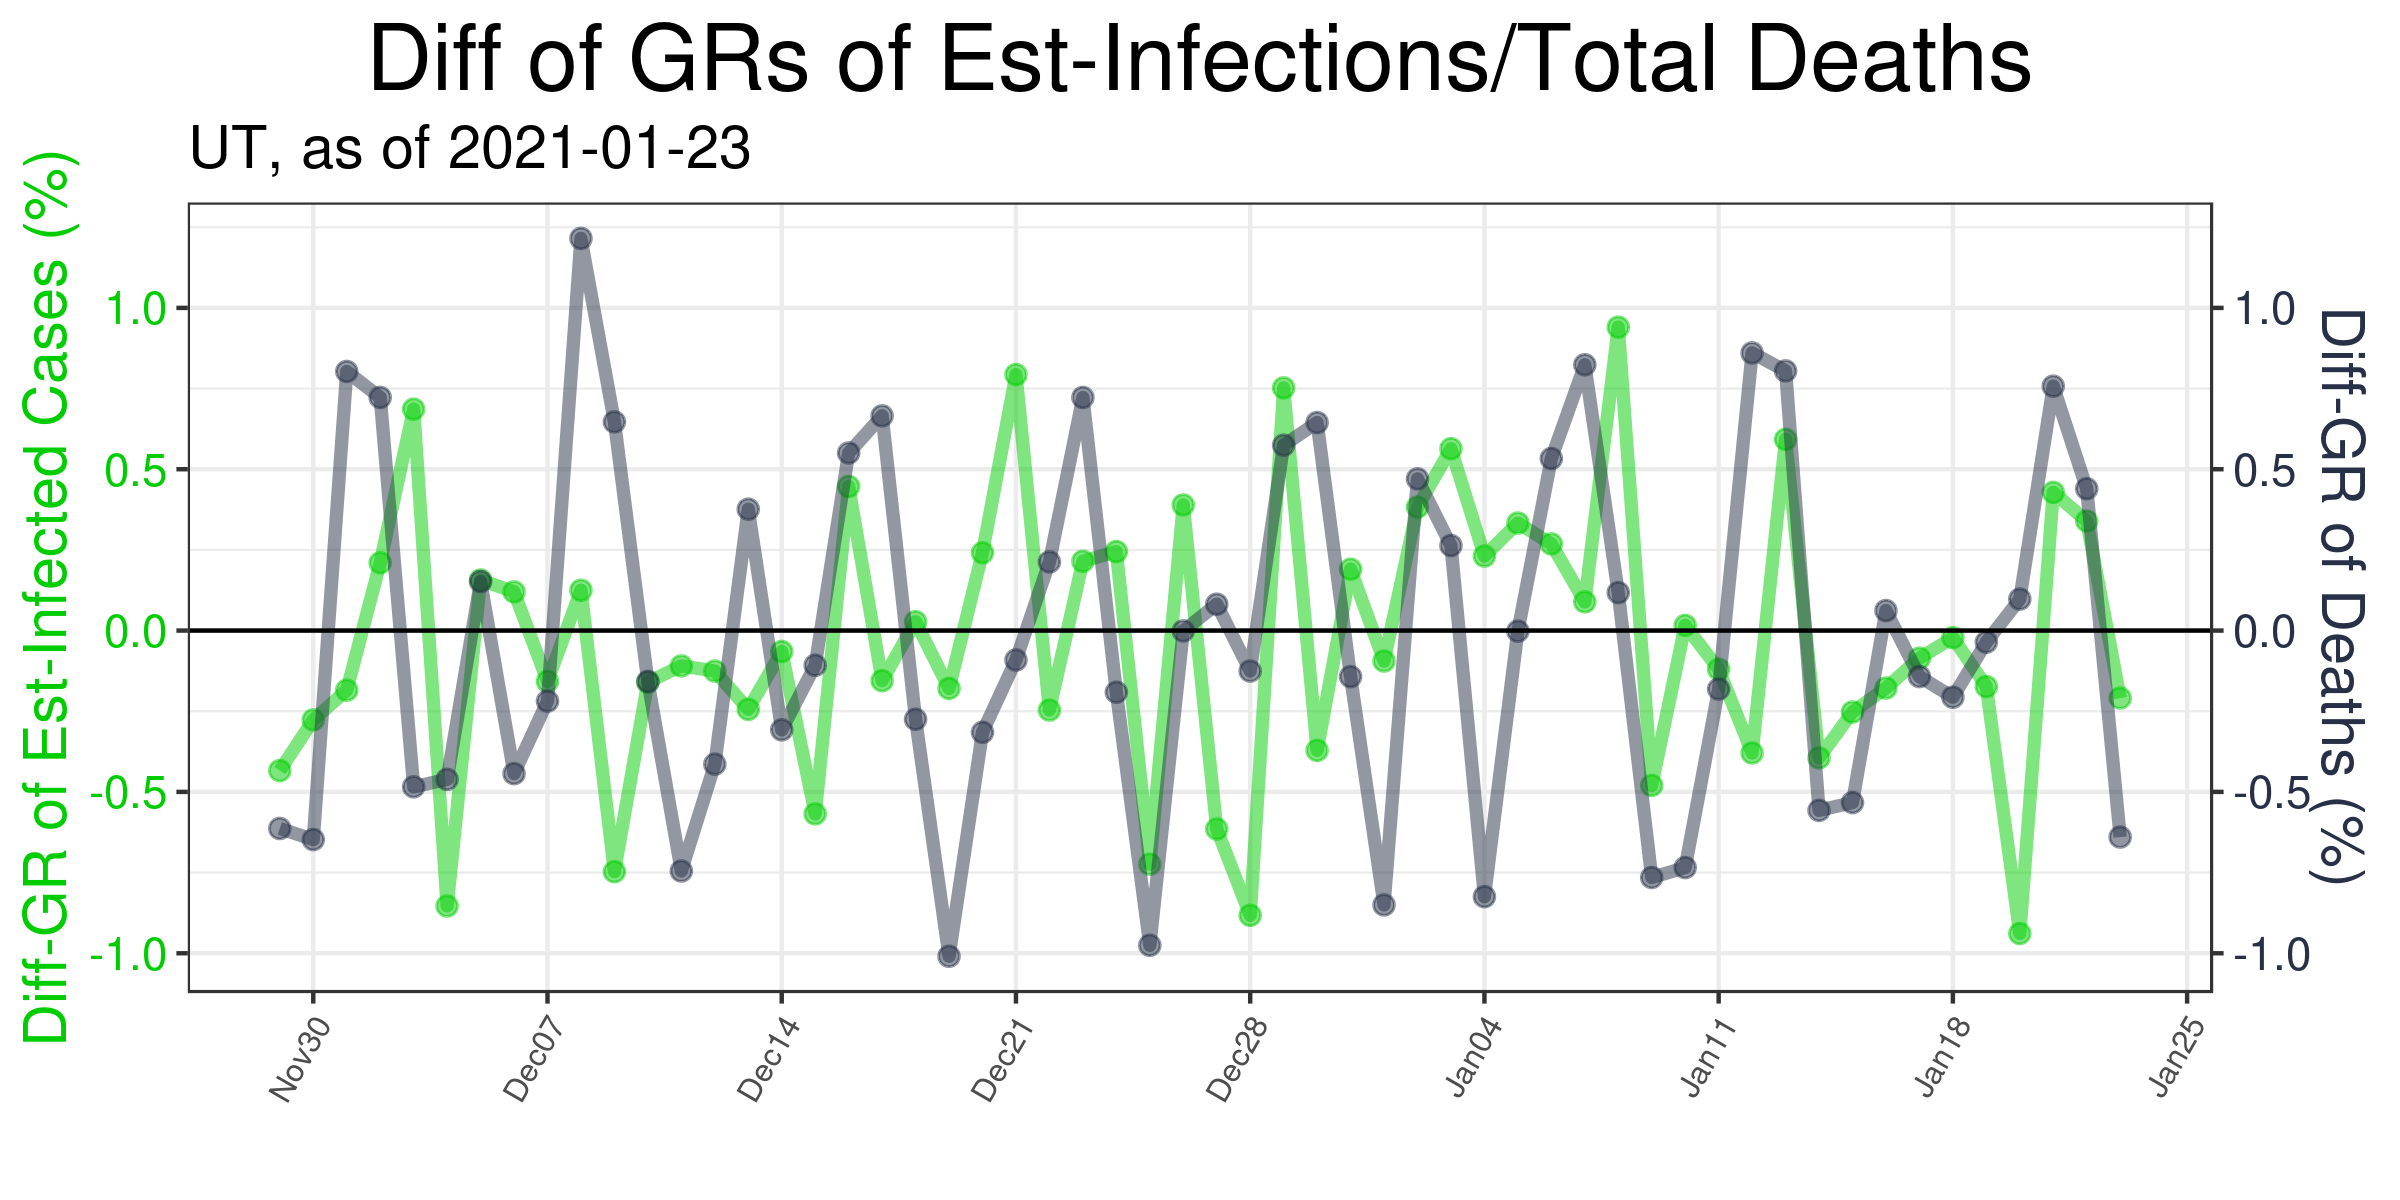 Diff of GRs of Est-Infections/Total Deaths
UT, as of 2021-01-23
Diff-GR of Est-Infected Cases (%)
1.0
0.5
0.0
-0.5
-1.0
1.0
0.5
0.0
-0.5
-1.0
Diff-GR of Deaths (%)
Nov30
Dec07
Dec14
Dec21
Dec28
Jan04
Jan11
Jan18
Jan25